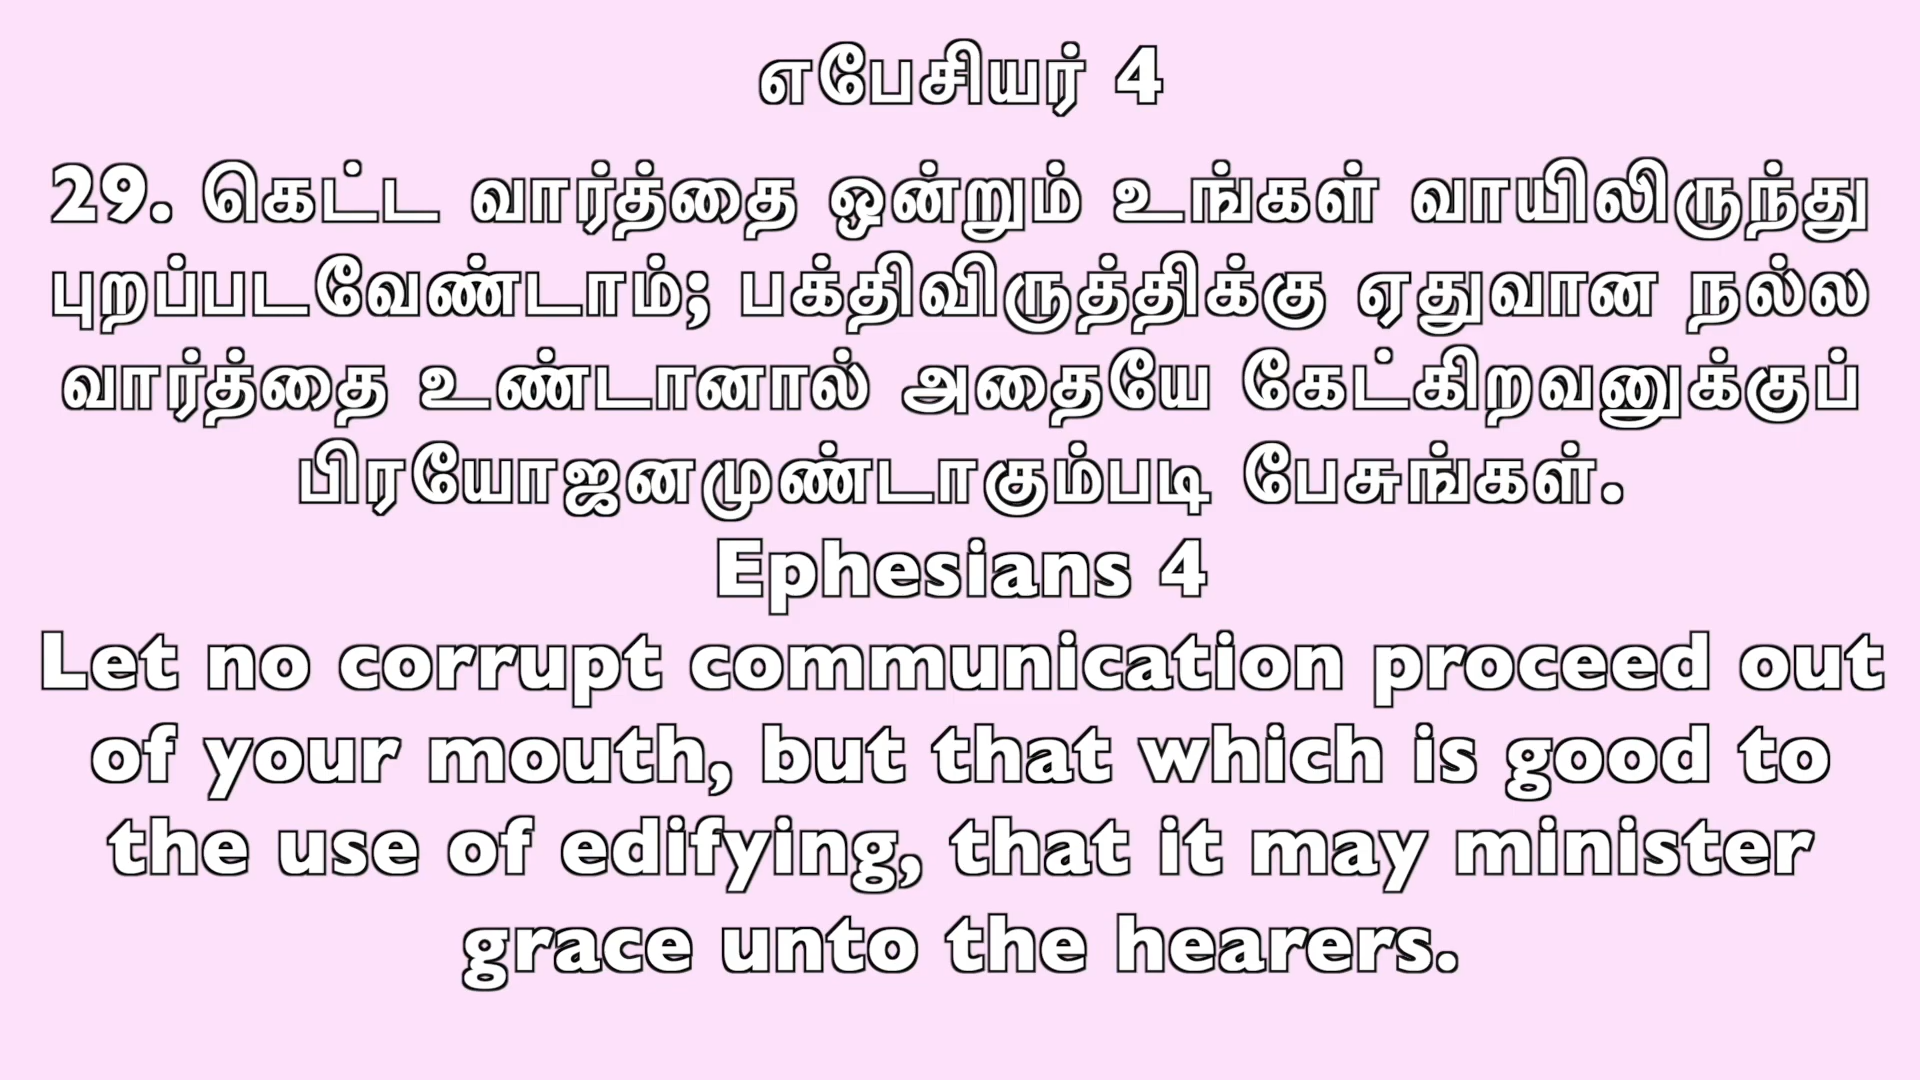 எபேசியர் 4
29. கெட்ட வார்த்தை ஒன்றும் உங்கள் வாயிலிருந்து
புறப்படவேண்டாம்; பக்திவிருத்திக்கு ஏதுவான நல்ல
வார்த்தை உண்டானால் அதையே கேட்கிறவனுக்குப்
பிரயோஜனமுண்டாகும்படி பேசுங்கள்.
Ephesians 4
Let no corrupt communication proceed out
of your mouth, but that which is good to
the use of edifying, that it may minister
grace unto the hearers.